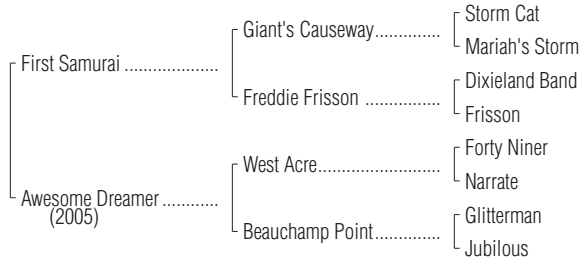 Storm Cat
Giant's Causeway...............
Mariah's Storm
First Samurai .....................
Dixieland Band
Freddie Frisson .................
Frisson
Forty Niner
West Acre...........................
Narrate
Awesome Dreamer ............
(2005)
Glitterman
Beauchamp Point...............
Jubilous